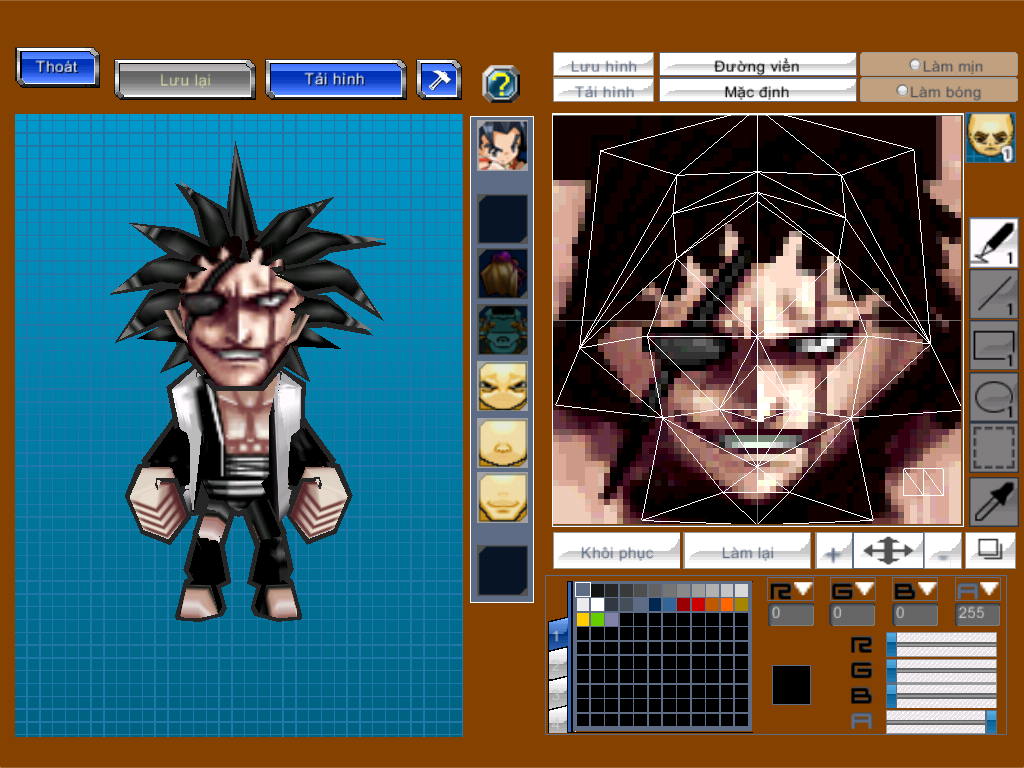 Thoát
Lưu lại
Tải hình
?
Lưu hình
Đường viền
Làm mịn
Tải hình
Mặc định
Làm bóng
1
1
1
1
1
Khôi phục
Làm lại
+
-
R G B A
0 0 0 255
1
R
G
B
A